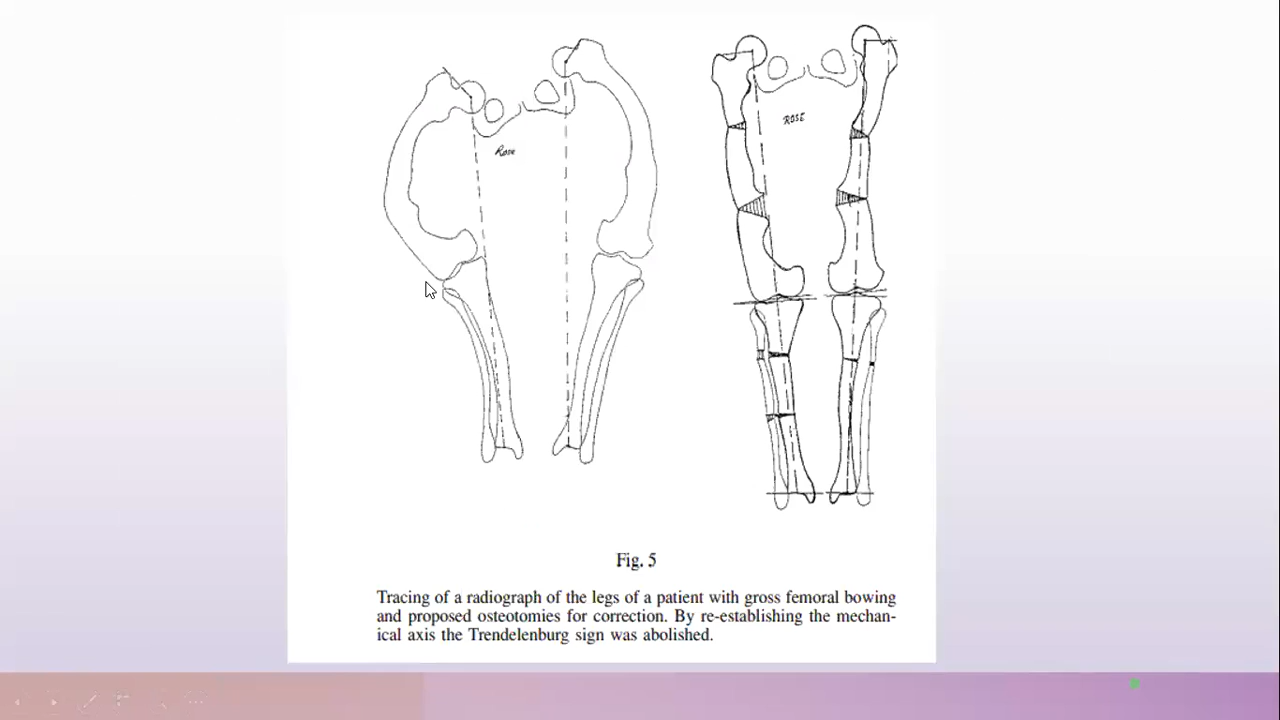 Rose
ROSE
Fig. 5
Tracing of a radiograph of the legs of a patient with gross femoral bowing
and proposed osteotomies for correction. By re-establishing the mechan-
ical axis the Trendelenburg sign was abolished.